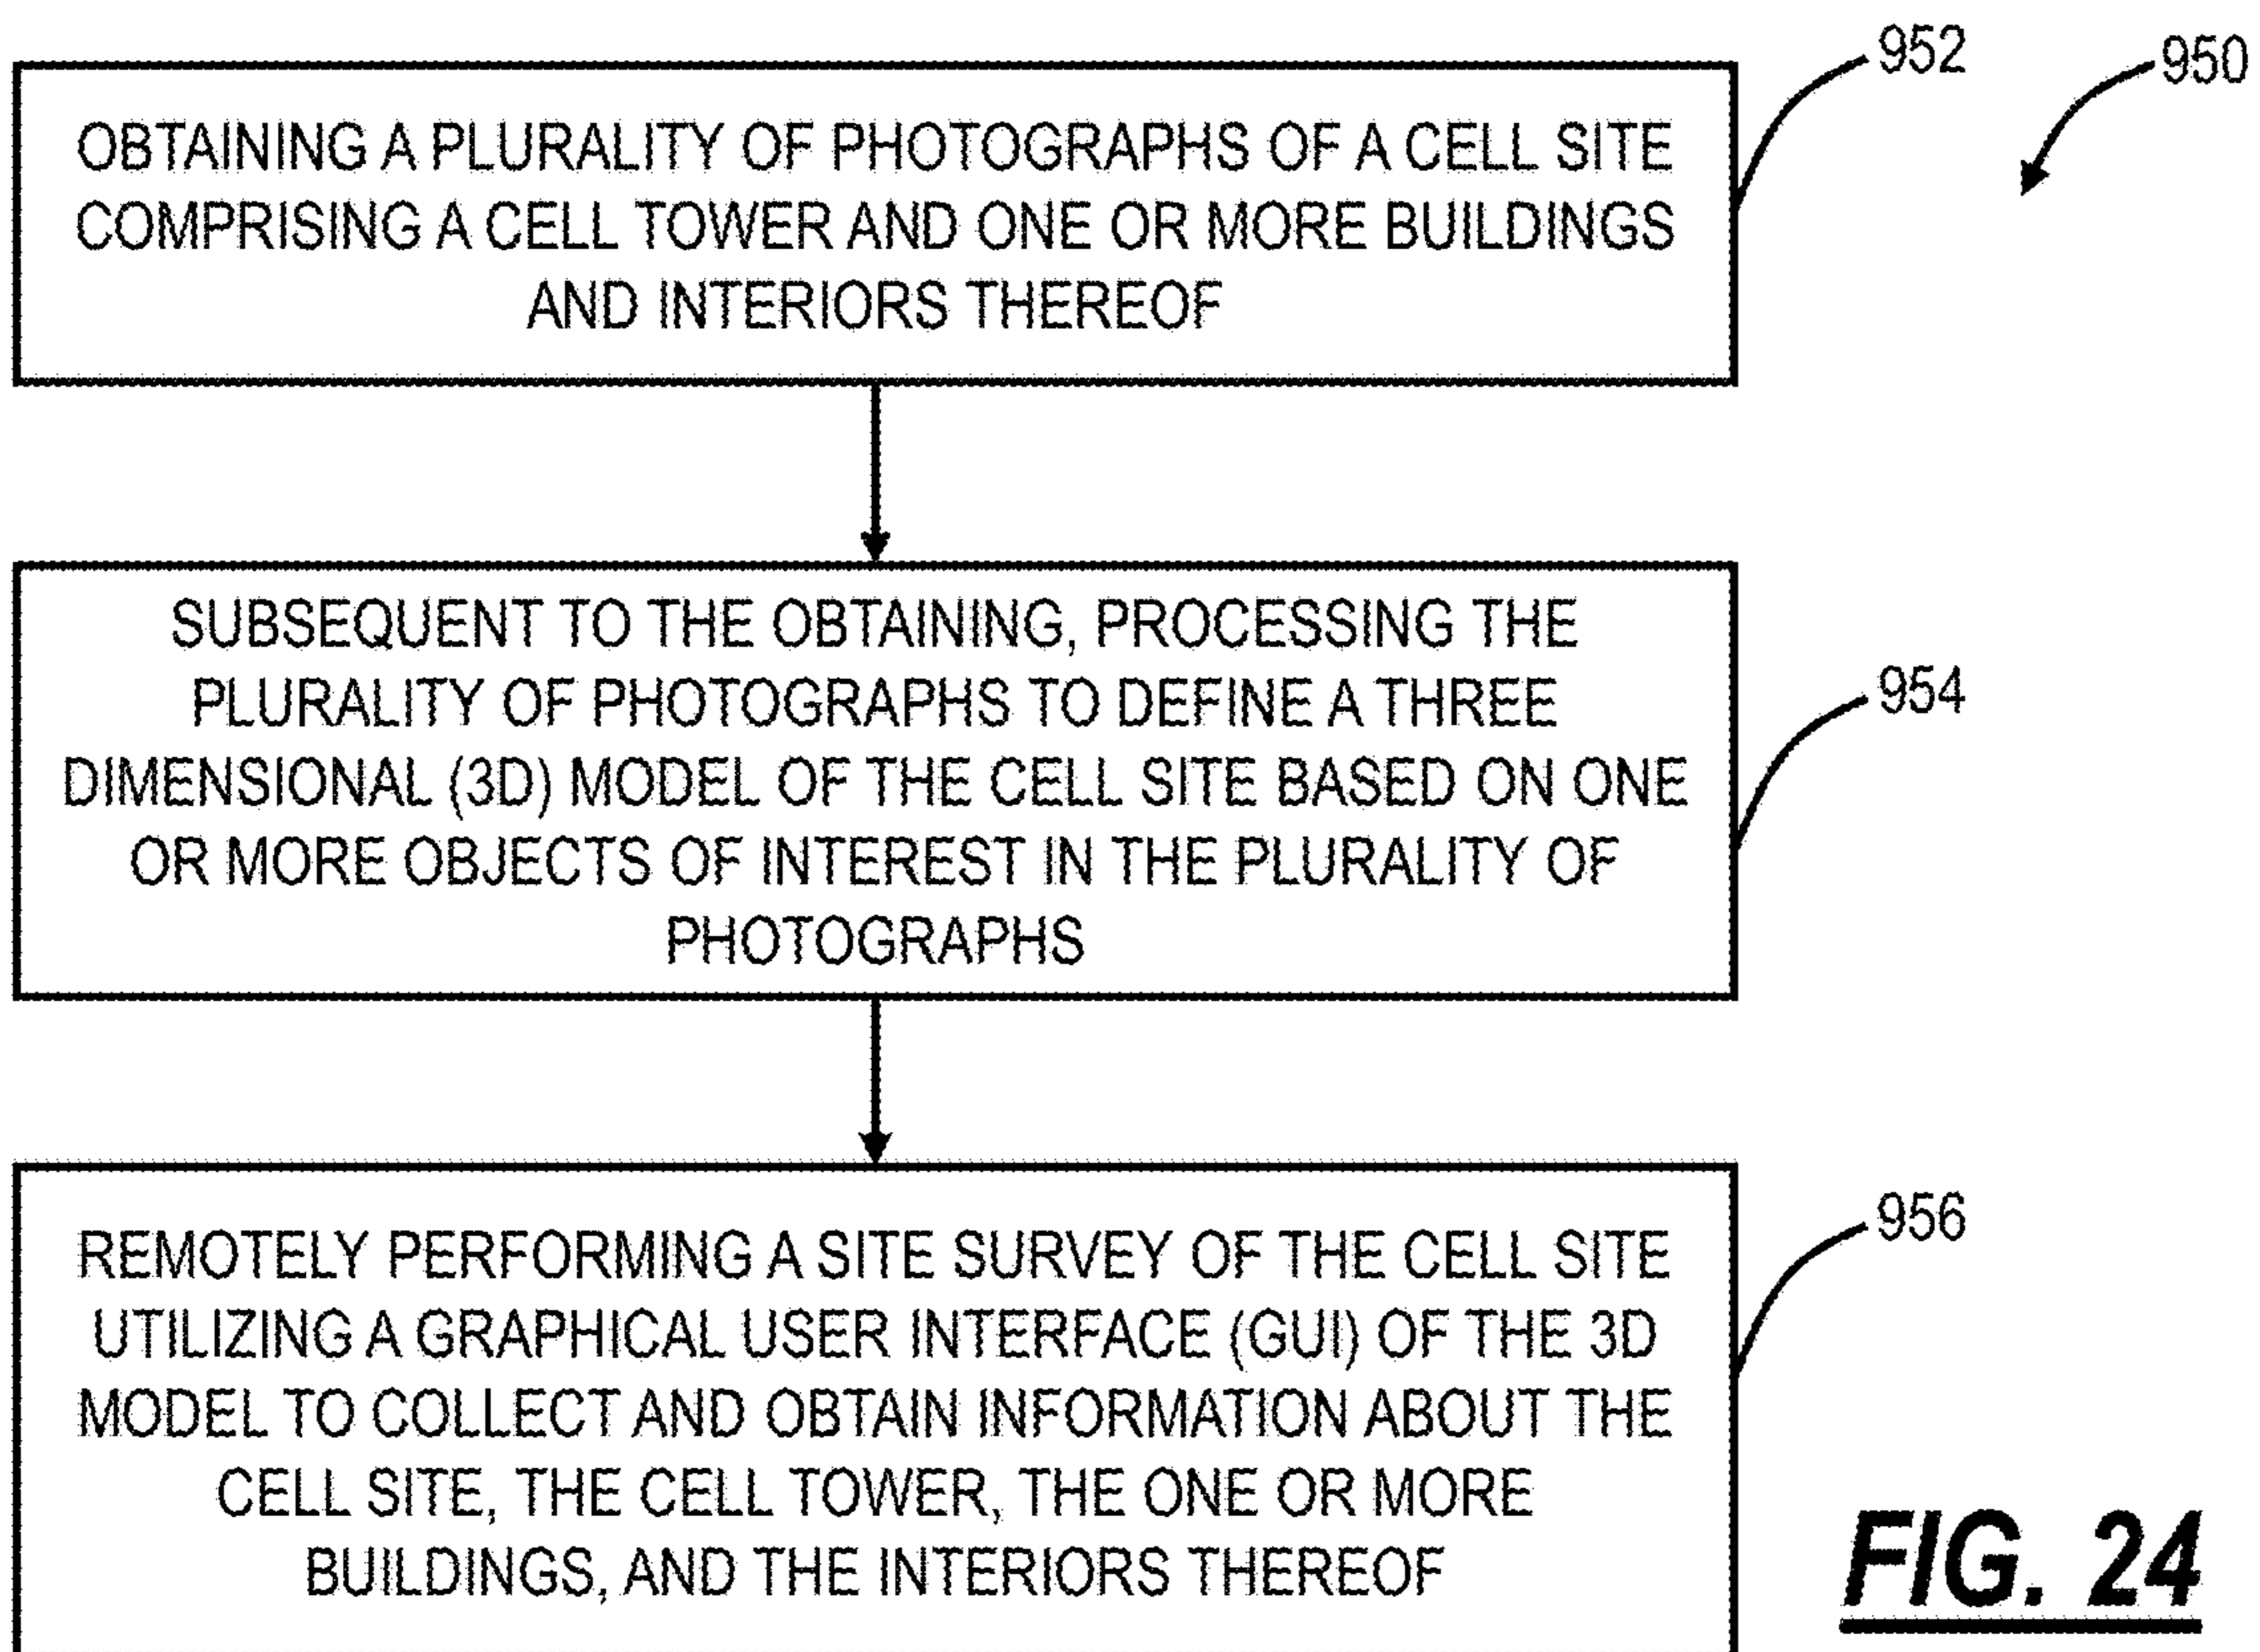 952
950
OBTAINING A PLURALITY OF PHOTOGRAPHS OF A CELL SITE
COMPRISING A CELL TOWER AND ONE OR MORE BUILDINGS
AND INTERIORS THEREOF
SUBSEQUENT TO THE OBTAINING, PROCESSING THE
PLURALITY OF PHOTOGRAPHS TO DEFINE A THREE
DIMENSIONAL (3D) MODEL OF THE CELL SITE BASED ON ONE
OR MORE OBJECTS OF INTEREST IN THE PLURALITY OF
PHOTOGRAPHS
954
REMOTELY PERFORMING A SITE SURVEY OF THE CELL SITE
UTILIZING A GRAPHICAL USER INTERFACE (GUI) OF THE 3D
MODEL TO COLLECT AND OBTAIN INFORMATION ABOUT THE
CELL SITE, THE CELL TOWER, THE ONE OR MORE
BUILDINGS, AND THE INTERIORS THEREOF
956
FIG. 24